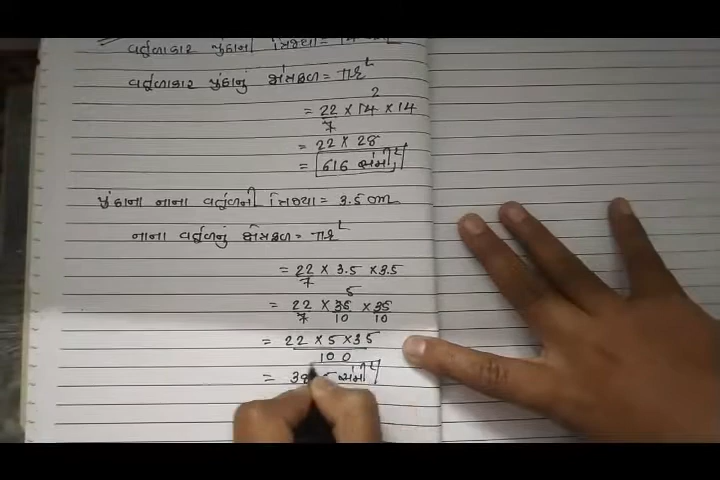 વર્તુળાકાર પુંઠાની ત્રિજ્યા =
વર્તુળાકાર પુંઠાનું ક્ષેત્રફળ = πr²
= 22/7 × 14 × 14 2
= 22 × 28
= 616 સેમી²
પુંઠાના નાના વર્તુળની ત્રિજ્યા = 3.5 cm
નાના વર્તુળનું ક્ષેત્રફળ = πr²
= 22/7 × 3.5 × 3.5
= 22/7 × 35/10 × 35/10 5
= 22 × 5 × 35 / 100
= સેમી²